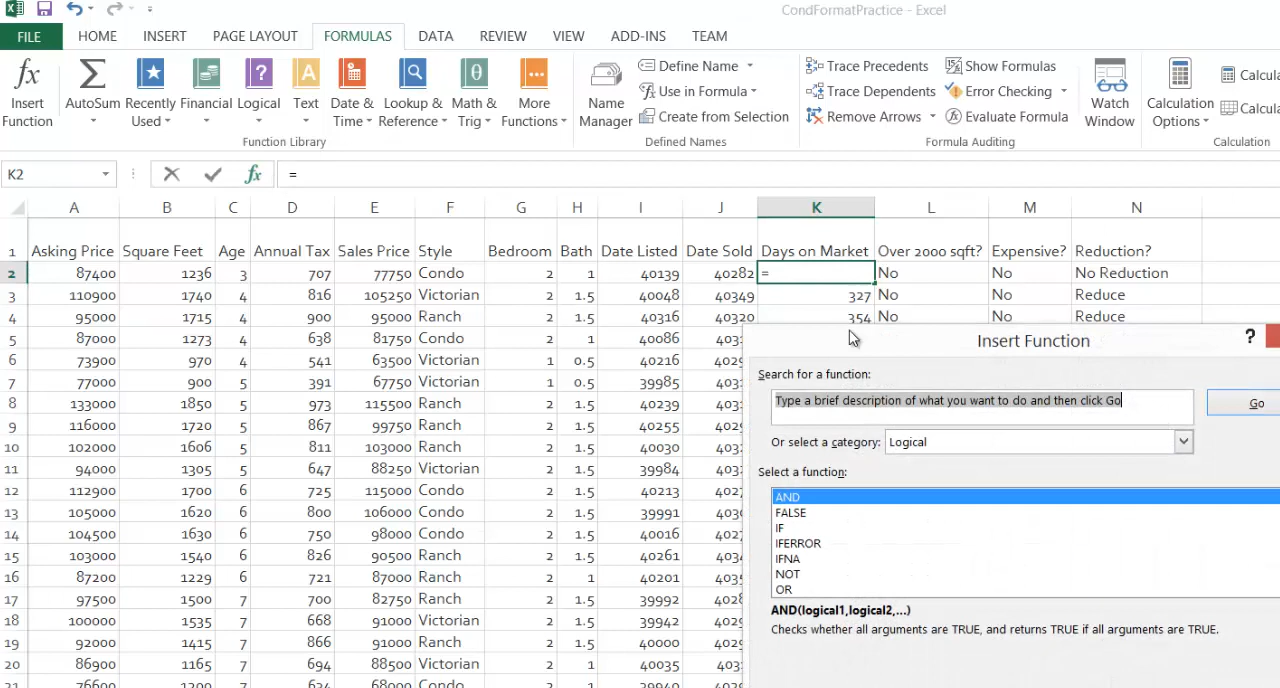 CondFormatPractice - Excel
FILE HOME INSERT PAGE LAYOUT FORMULAS DATA REVIEW VIEW ADD-INS TEAM
fx Σ ? A θ
Insert Function
AutoSum
Recently Used
Financial
Logical
Text
Date & Time
Lookup & Reference
Math & Trig
More Functions
Function Library
Name Manager
Define Name
Use in Formula
Create from Selection
Defined Names
Trace Precedents
Trace Dependents
Remove Arrows
Show Formulas
Error Checking
Evaluate Formula
Formula Auditing
Watch Window
Calculation Options
Calcula
Calcula
Calculation
K2 fx =
A B C D E F G H I J K L M N
1 Asking Price Square Feet Age Annual Tax Sales Price Style Bedroom Bath Date Listed Date Sold Days on Market Over 2000 sqft? Expensive? Reduction?
2 87400 1236 3 707 77750 Condo 2 1 40139 40282 = No No No Reduction
3 110900 1740 4 816 105250 Victorian 2 1.5 40048 40349 327 No No Reduce
4 95000 1715 4 900 95000 Ranch 2 1.5 40316 40320 354 No No Reduce
5 87000 1273 4 638 81750 Condo 2 1 40086
6 73900 970 4 541 63500 Victorian 1 0.5 40216
7 77000 900 5 391 67750 Victorian 1 0.5 39985
8 133000 1850 5 973 115500 Ranch 2 1.5 40239
9 116000 1720 5 867 99750 Ranch 2 1.5 40255
10 102000 1606 5 811 103000 Ranch 2 1.5 40030
11 94000 1305 5 647 88250 Victorian 2 1.5 39984
12 112900 1700 6 725 115000 Condo 2 1.5 40213
13 105000 1620 6 800 106000 Condo 2 1.5 39991
14 104500 1630 6 750 98000 Condo 2 1.5 40016
15 103000 1540 6 826 90500 Ranch 2 1.5 40261
16 87200 1229 6 721 87000 Ranch 2 1 40201
17 97500 1500 7 700 82750 Ranch 2 1.5 39992
18 100000 1535 7 668 91000 Victorian 2 1.5 39942
19 92000 1415 7 866 91000 Ranch 2 1.5 40000
20 86900 1165 7 694 88500 Victorian 2 1 40035
Insert Function ?
Search for a function:
Type a brief description of what you want to do and then click Go
Go
Or select a category: Logical
Select a function:
AND
FALSE
IF
IFERROR
IFNA
NOT
OR
AND(logical1,logical2,...)
Checks whether all arguments are TRUE, and returns TRUE if all arguments are TRUE.